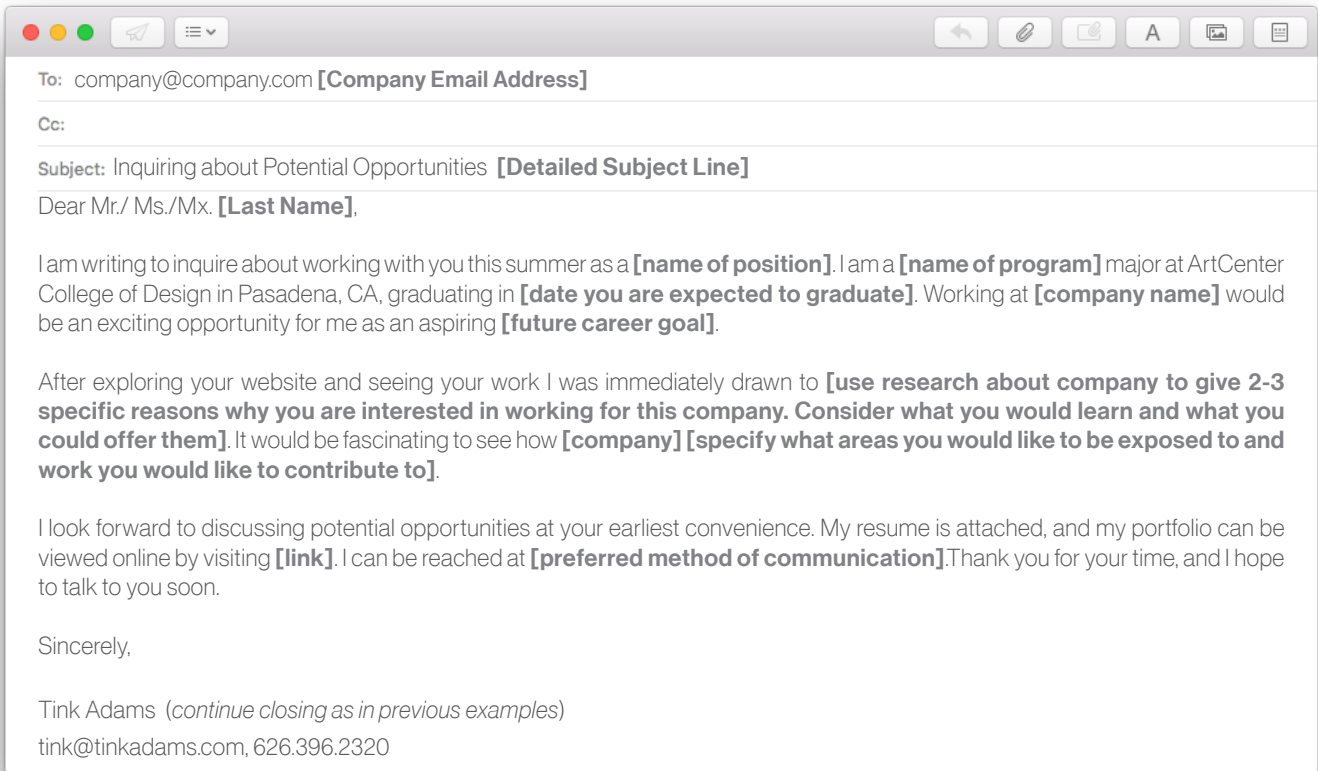 To: company@company.com [Company Email Address]
Cc:
Subject: Inquiring about Potential Opportunities [Detailed Subject Line]
Dear Mr./ Ms./Mx. [Last Name],
I am writing to inquire about working with you this summer as a [name of position]. I am a [name of program] major at ArtCenter
College of Design in Pasadena, CA, graduating in [date you are expected to graduate]. Working at [company name] would
be an exciting opportunity for me as an aspiring [future career goal].
After exploring your website and seeing your work I was immediately drawn to [use research about company to give 2-3
specific reasons why you are interested in working for this company. Consider what you would learn and what you
could offer them]. It would be fascinating to see how [company] [specify what areas you would like to be exposed to and
work you would like to contribute to].
I look forward to discussing potential opportunities at your earliest convenience. My resume is attached, and my portfolio can be
viewed online by visiting [link]. I can be reached at [preferred method of communication].Thank you for your time, and I hope
to talk to you soon.
Sincerely,
Tink Adams (continue closing as in previous examples)
tink@tinkadams.com, 626.396.2320